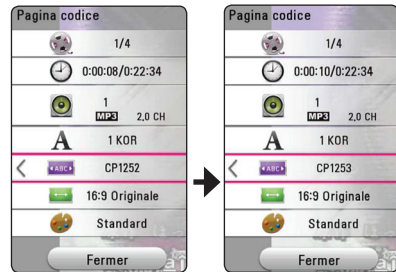 Pagina codice
1/4
0:00:08/0:22:34
1
MP3 2,0 CH
A 1 KOR
ABC CP1252
16:9 Originale
Standard
Fermer
Pagina codice
1/4
0:00:10/0:22:34
1
MP3 2,0 CH
A 1 KOR
ABC CP1253
16:9 Originale
Standard
Fermer